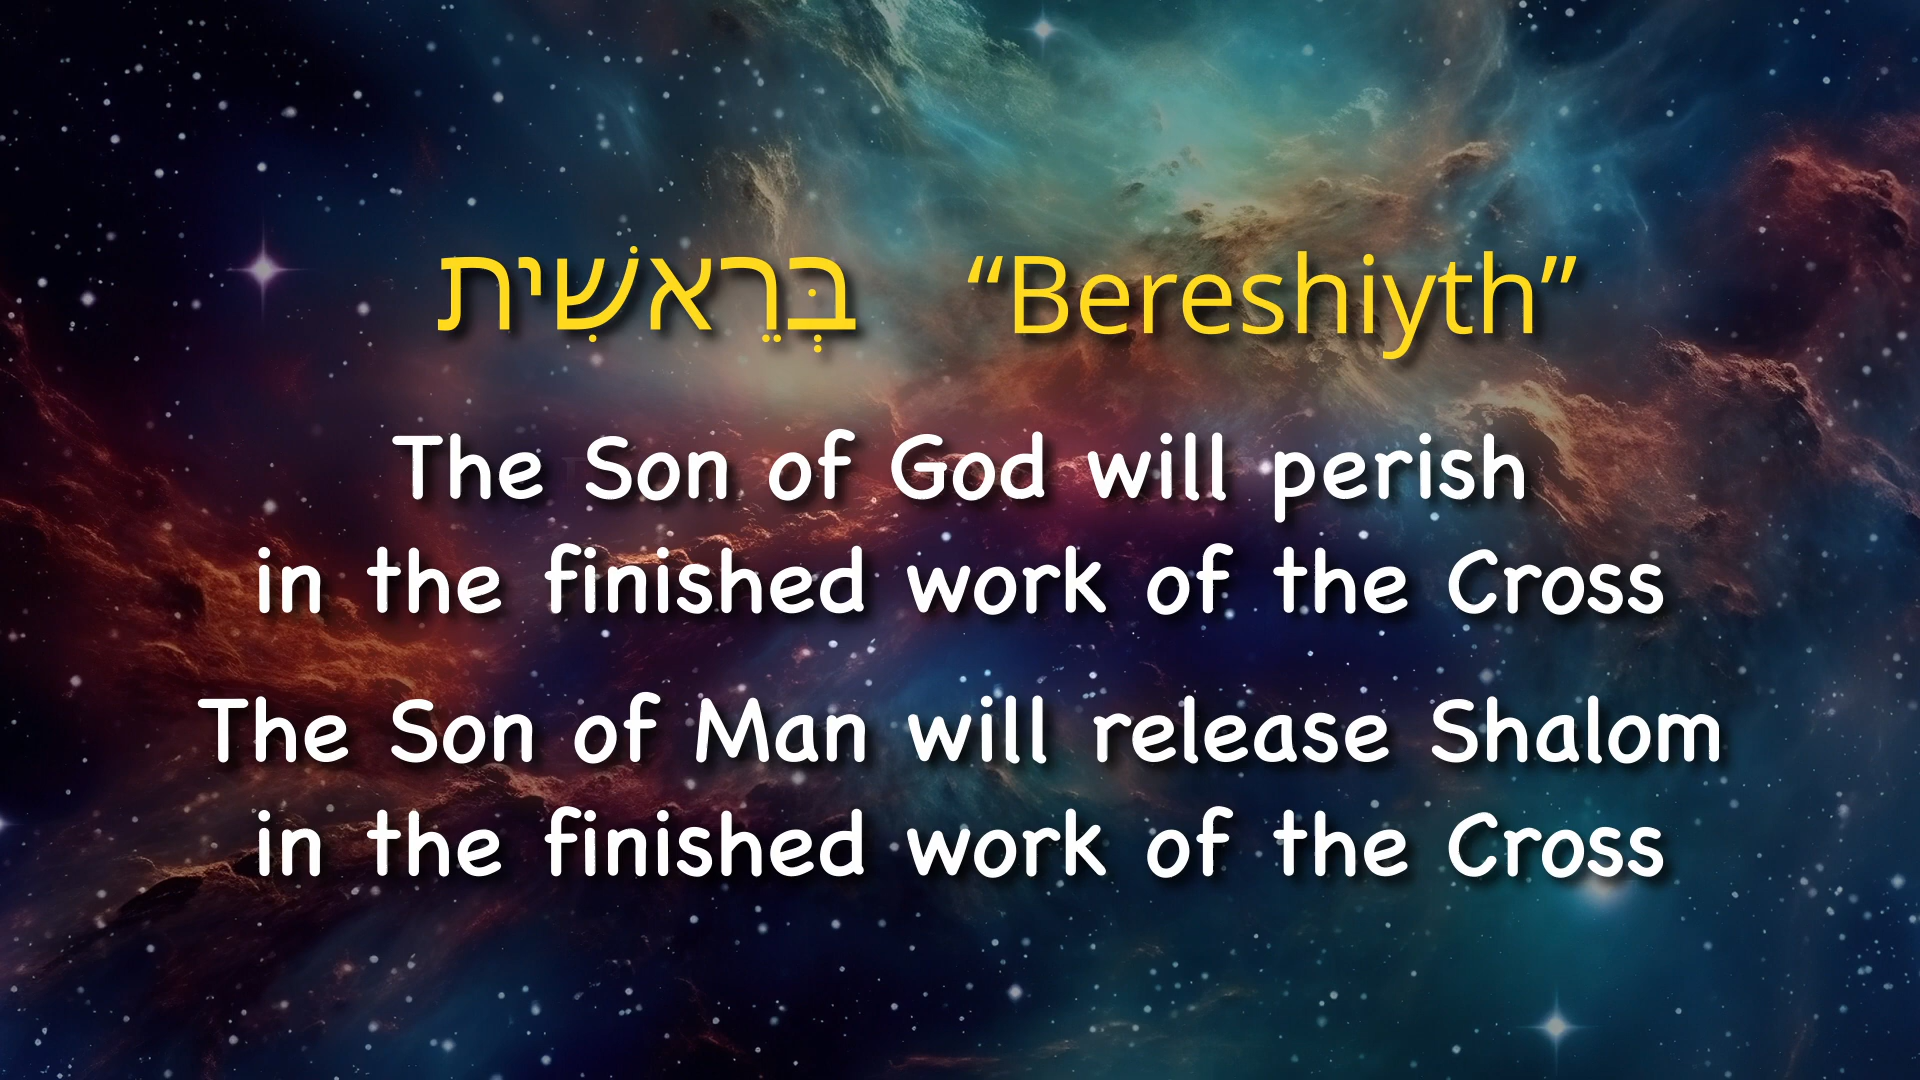 בְּרֵאשִׁית “Bereshiyth”
The Son of God will perish
in the finished work of the Cross
The Son of Man will release Shalom
in the finished work of the Cross